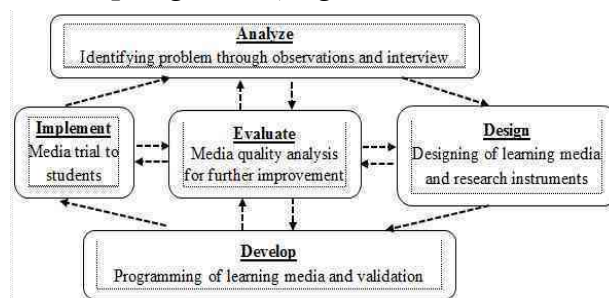 Analyze
Identifying problem through observations and interview
Implement
Media trial to
students
Evaluate
Media quality analysis
for further improvement
Design
Designing of learning media
and research instruments
Develop
Programming of learning media and validation